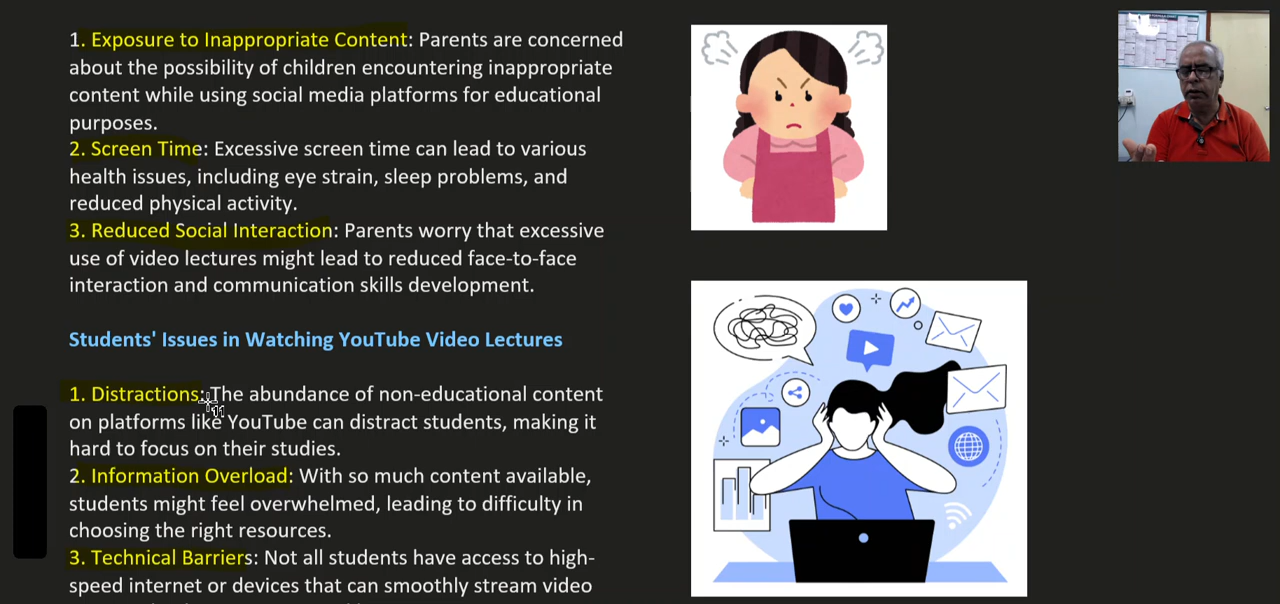 1. Exposure to Inappropriate Content: Parents are concerned
about the possibility of children encountering inappropriate
content while using social media platforms for educational
purposes.
2. Screen Time: Excessive screen time can lead to various
health issues, including eye strain, sleep problems, and
reduced physical activity.
3. Reduced Social Interaction: Parents worry that excessive
use of video lectures might lead to reduced face-to-face
interaction and communication skills development.
Students' Issues in Watching YouTube Video Lectures
1. Distractions: The abundance of non-educational content
on platforms like YouTube can distract students, making it
hard to focus on their studies.
2. Information Overload: With so much content available,
students might feel overwhelmed, leading to difficulty in
choosing the right resources.
3. Technical Barriers: Not all students have access to high-
speed internet or devices that can smoothly stream video